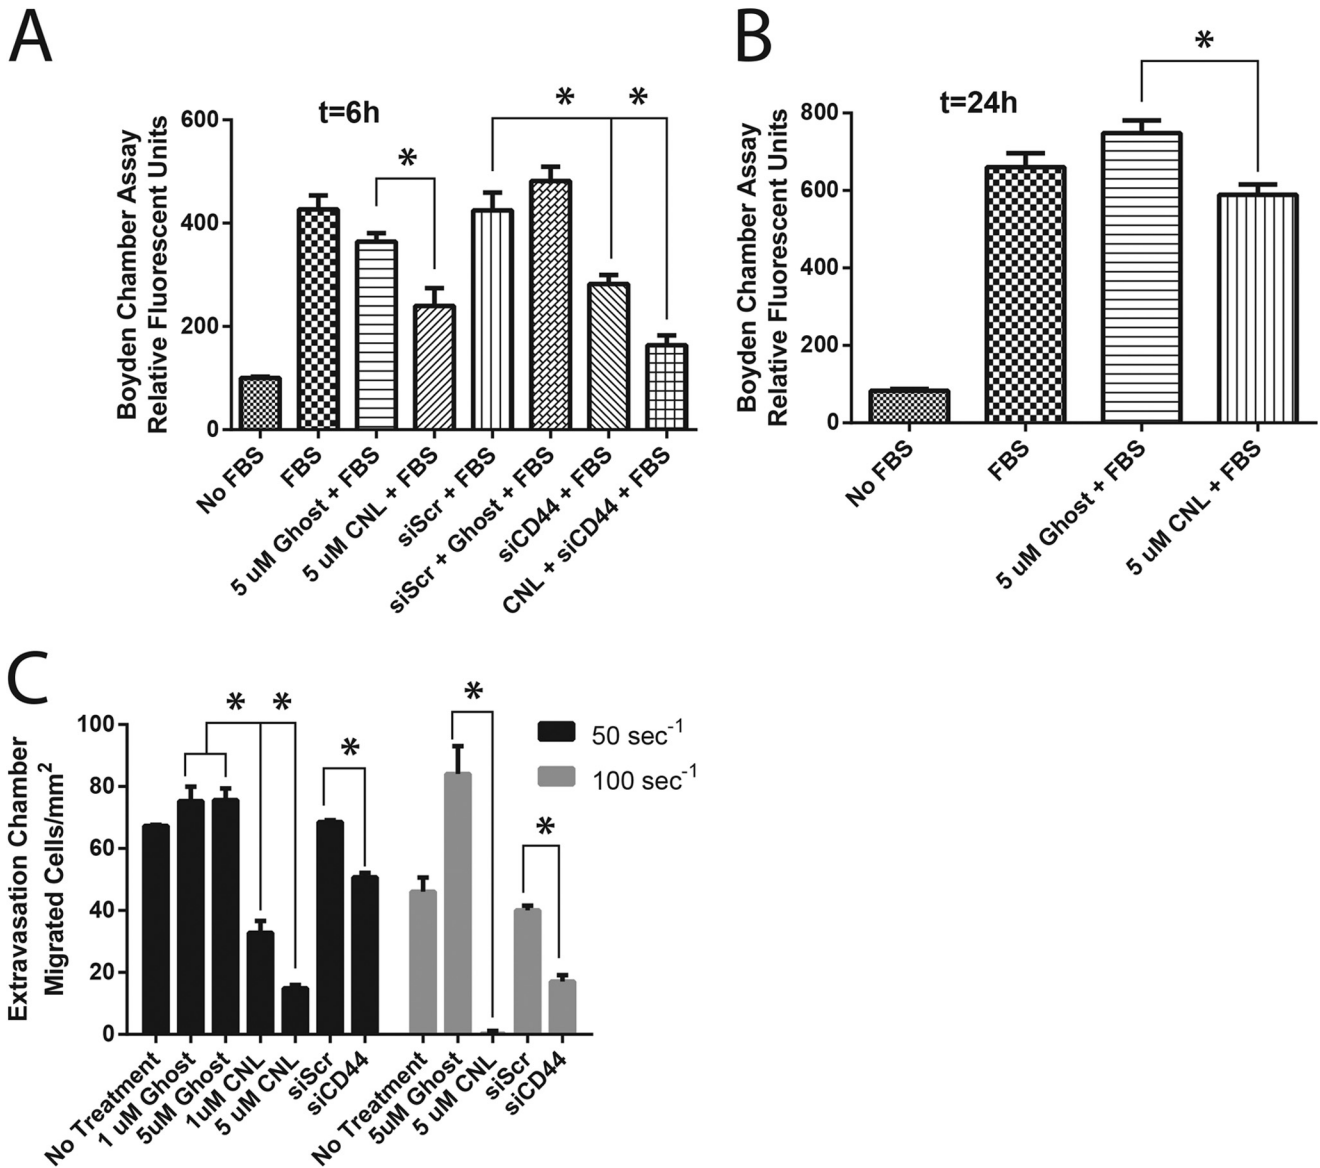 A
t=6h
Boyden Chamber Assay
Relative Fluorescent Units
600
400
200
0
*
*
*
No FBS
FBS
5 uM Ghost + FBS
5 uM CNL + FBS
siScr + FBS
siScr + Ghost + FBS
siCD44 + FBS
CNL + siCD44 + FBS
B
t=24h
Boyden Chamber Assay
Relative Fluorescent Units
800
600
400
200
0
*
No FBS
FBS
5 uM Ghost + FBS
5 uM CNL + FBS
C
Extravasation Chamber
Migrated Cells/mm²
100
80
60
40
20
0
*
*
*
*
*
50 sec⁻¹
100 sec⁻¹
No Treatment
1 uM Ghost
5uM Ghost
1uM CNL
5 uM CNL
siScr
siCD44
No Treatment
5uM Ghost
5 uM CNL
siScr
siCD44